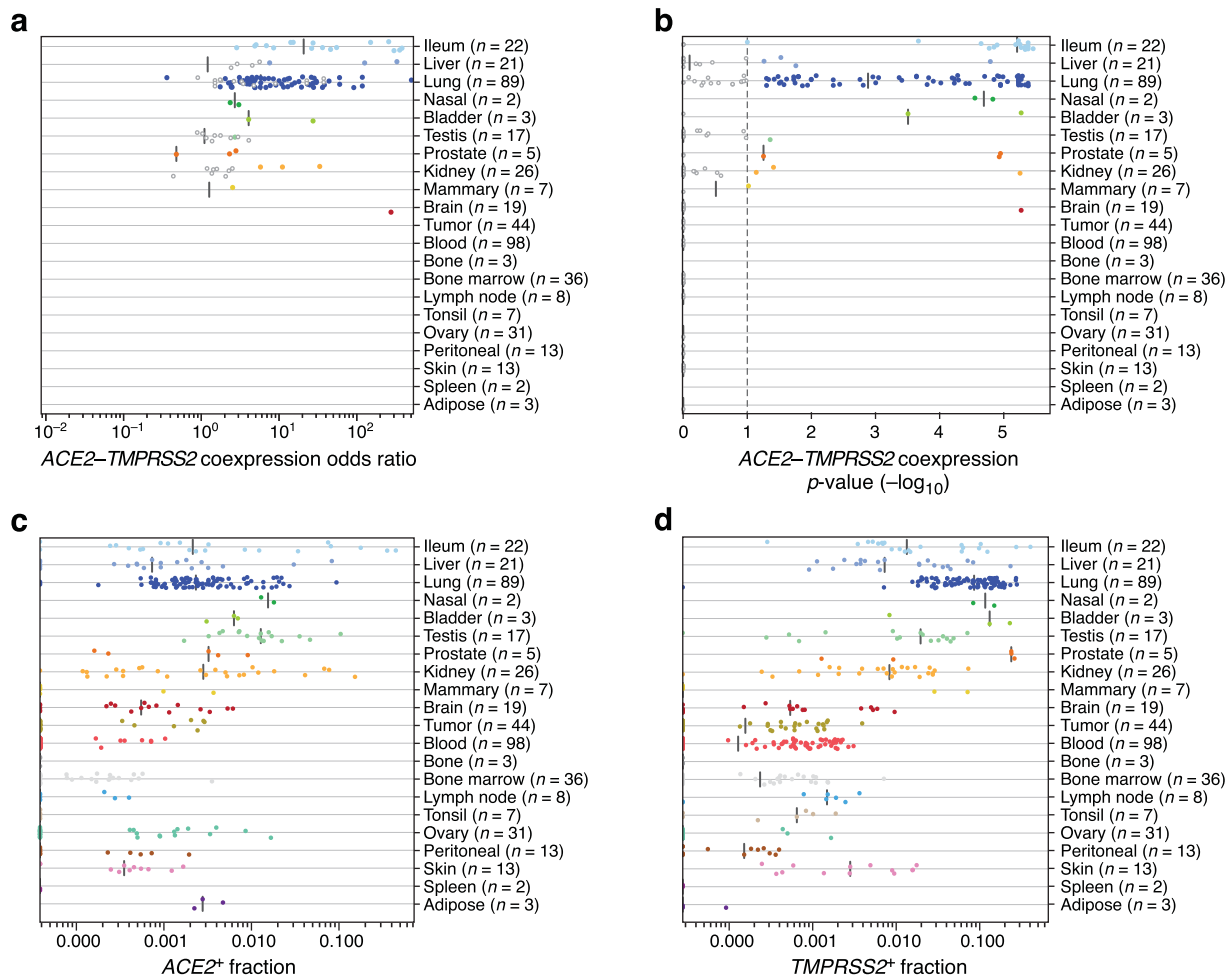 a
Ileum (n = 22)
Liver (n = 21)
Lung (n = 89)
Nasal (n = 2)
Bladder (n = 3)
Testis (n = 17)
Prostate (n = 5)
Kidney (n = 26)
Mammary (n = 7)
Brain (n = 19)
Tumor (n = 44)
Blood (n = 98)
Bone (n = 3)
Bone marrow (n = 36)
Lymph node (n = 8)
Tonsil (n = 7)
Ovary (n = 31)
Peritoneal (n = 13)
Skin (n = 13)
Spleen (n = 2)
Adipose (n = 3)
10⁻² 10⁻¹ 10⁰ 10¹ 10²
ACE2–TMPRSS2 coexpression odds ratio
b
Ileum (n = 22)
Liver (n = 21)
Lung (n = 89)
Nasal (n = 2)
Bladder (n = 3)
Testis (n = 17)
Prostate (n = 5)
Kidney (n = 26)
Mammary (n = 7)
Brain (n = 19)
Tumor (n = 44)
Blood (n = 98)
Bone (n = 3)
Bone marrow (n = 36)
Lymph node (n = 8)
Tonsil (n = 7)
Ovary (n = 31)
Peritoneal (n = 13)
Skin (n = 13)
Spleen (n = 2)
Adipose (n = 3)
0 1 2 3 4 5
ACE2–TMPRSS2 coexpression
p-value (–log₁₀)
c
Ileum (n = 22)
Liver (n = 21)
Lung (n = 89)
Nasal (n = 2)
Bladder (n = 3)
Testis (n = 17)
Prostate (n = 5)
Kidney (n = 26)
Mammary (n = 7)
Brain (n = 19)
Tumor (n = 44)
Blood (n = 98)
Bone (n = 3)
Bone marrow (n = 36)
Lymph node (n = 8)
Tonsil (n = 7)
Ovary (n = 31)
Peritoneal (n = 13)
Skin (n = 13)
Spleen (n = 2)
Adipose (n = 3)
0.000 0.001 0.010 0.100
ACE2⁺ fraction
d
Ileum (n = 22)
Liver (n = 21)
Lung (n = 89)
Nasal (n = 2)
Bladder (n = 3)
Testis (n = 17)
Prostate (n = 5)
Kidney (n = 26)
Mammary (n = 7)
Brain (n = 19)
Tumor (n = 44)
Blood (n = 98)
Bone (n = 3)
Bone marrow (n = 36)
Lymph node (n = 8)
Tonsil (n = 7)
Ovary (n = 31)
Peritoneal (n = 13)
Skin (n = 13)
Spleen (n = 2)
Adipose (n = 3)
0.000 0.001 0.010 0.100
TMPRSS2⁺ fraction